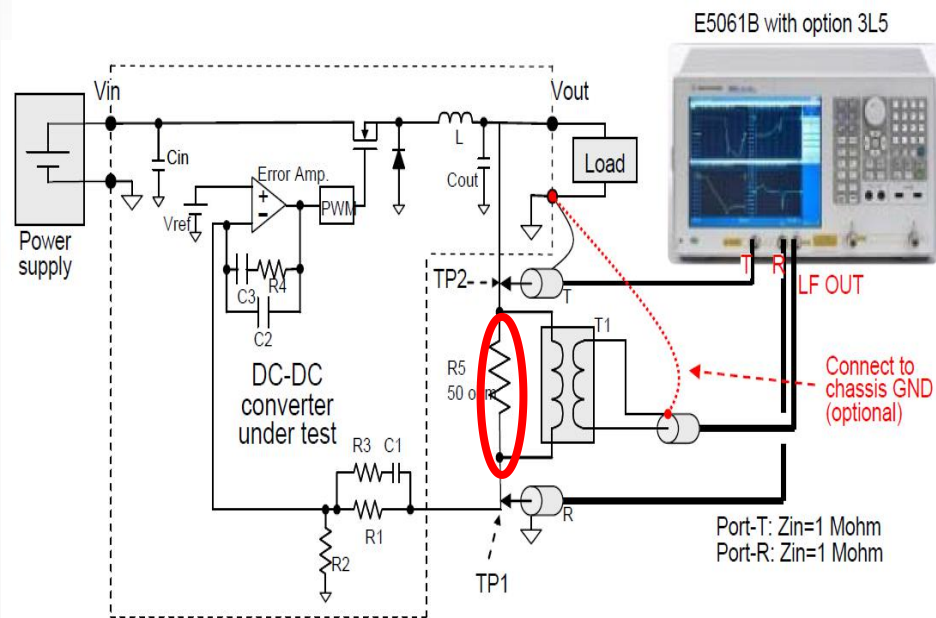 E5061B with option 3L5
Vin
Vout
Cin
L
Cout
Load
Error Amp.
+
-
PWM
Vref
Power
supply
R4
C3
C2
TP2
T
T
R
LF OUT
T1
R5
50 o m
DC-DC
converter
under test
Connect to
chassis GND
(optional)
R3
C1
R1
R2
R
TP1
Port-T: Zin=1 Mohm
Port-R: Zin=1 Mohm